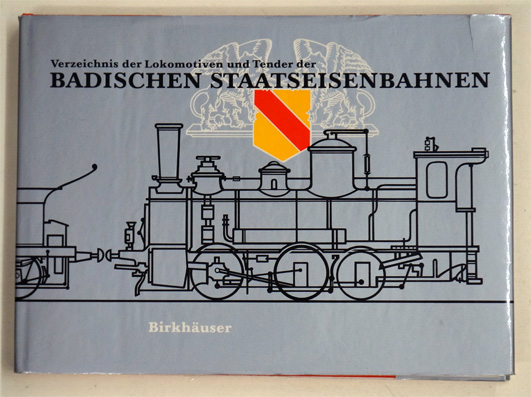 Verzeichnis der Lokomotiven und Tender der
BADISCHEN STAATSEISENBAHNEN
Birkhäuser